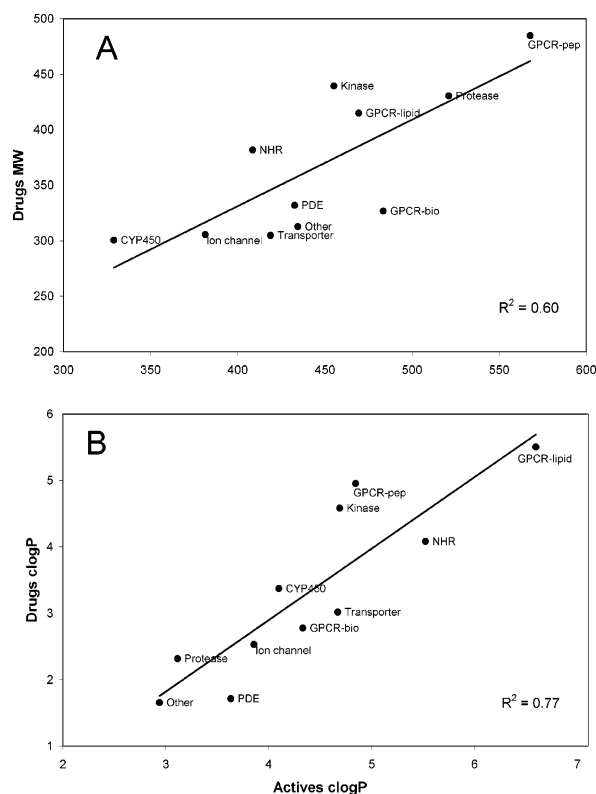 A
500
450
400
350
300
250
200
Drugs MW
GPCR-pep
Kinase
Protease
GPCR-lipid
NHR
PDE
GPCR-bio
Other
CYP450
Ion channel
Transporter
R² = 0.60
300 350 400 450 500 550 600
B
6
5
4
3
2
1
Drugs clogP
GPCR-lipid
GPCR-pep
Kinase
NHR
CYP450
Transporter
GPCR-bio
Ion channel
Protease
Other
PDE
R² = 0.77
2 3 4 5 6 7
Actives clogP